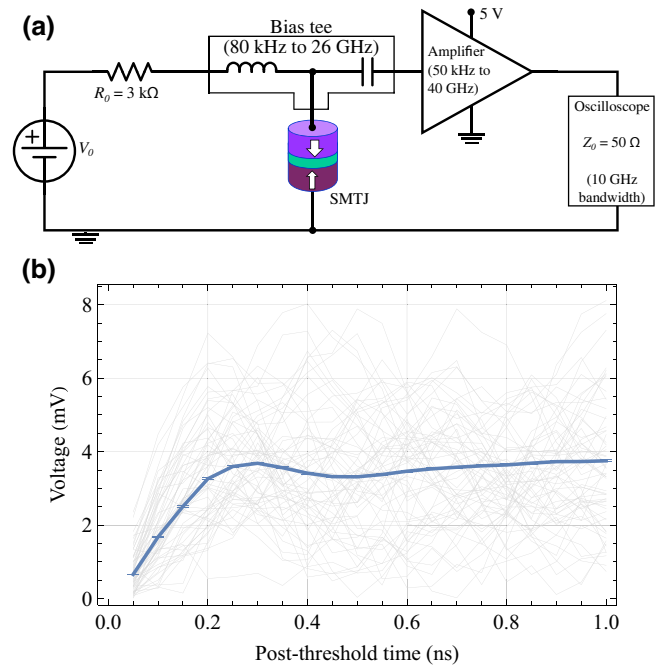 (a)
Bias tee
(80 kHz to 26 GHz)
5 V
Amplifier
(50 kHz to
40 GHz)
R₀ = 3 kΩ
V₀
SMTJ
Oscilloscope
Z₀ = 50 Ω
(10 GHz
bandwidth)
(b)
Voltage (mV)
8
6
4
2
0
0.0 0.2 0.4 0.6 0.8 1.0
Post-threshold time (ns)